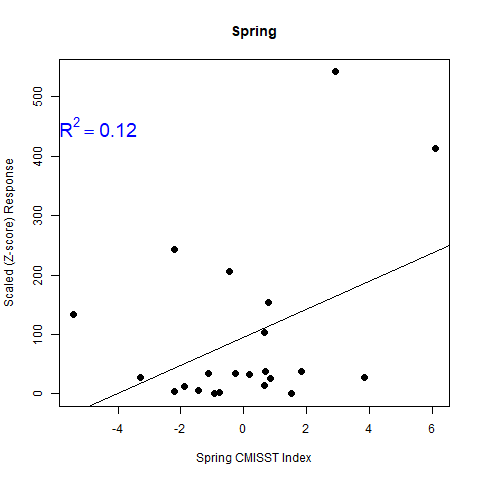 Spring
R² = 0.12
Scaled (Z-score) Response
500
400
300
200
100
0
-4 -2 0 2 4 6
Spring CMISST Index